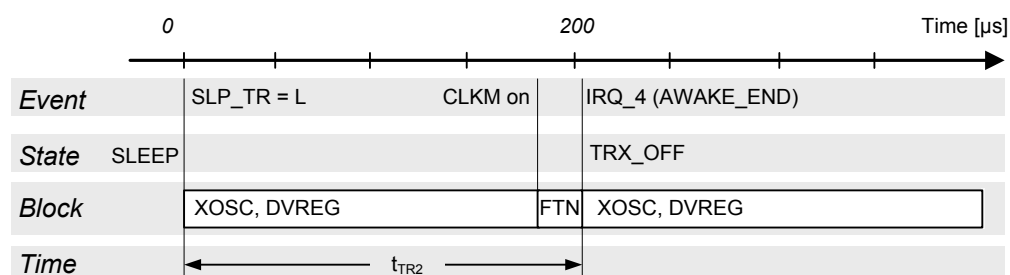 0 200 Time [µs]
Event SLP_TR = L CLKM on IRQ_4 (AWAKE_END)
State SLEEP TRX_OFF
Block XOSC, DVREG FTN XOSC, DVREG
Time tTR2